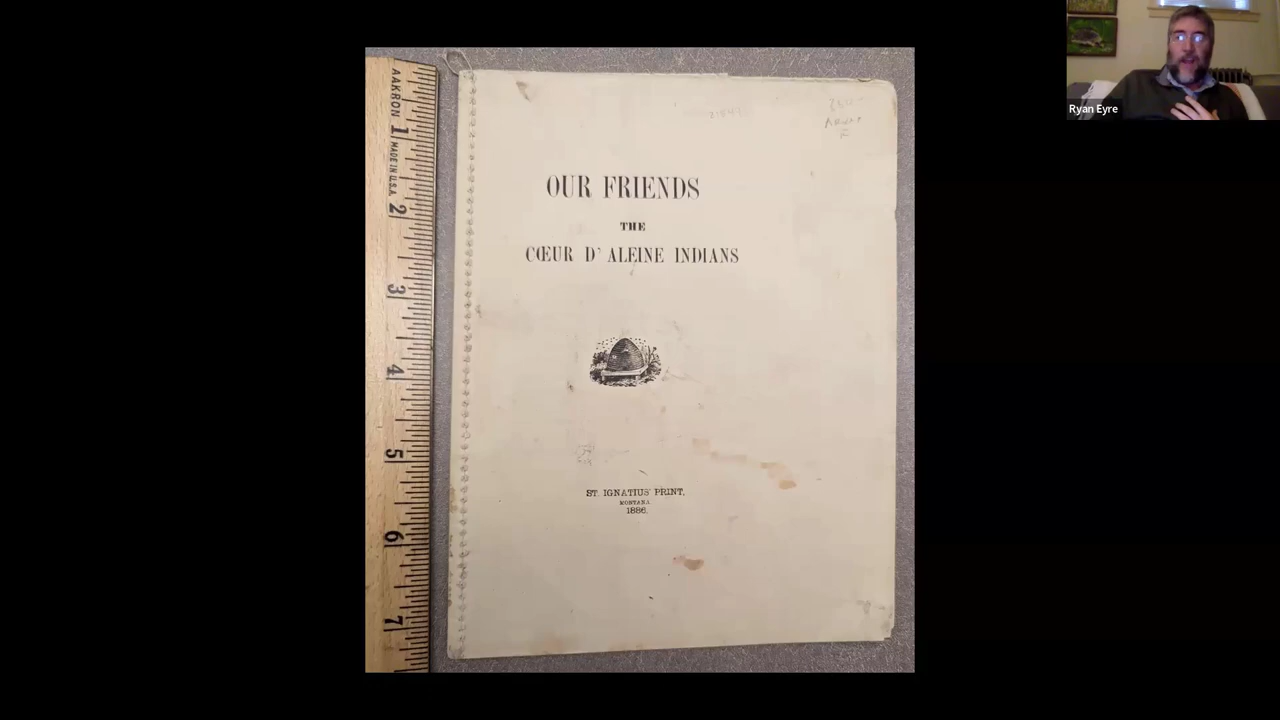 OUR FRIENDS
THE
CŒUR D' ALEINE INDIANS
ST. IGNATIUS PRINT,
MONTANA.
1886.
AAKRON
MADE IN U.S.A.
1
2
3
4
5
6
7
Ryan Eyre